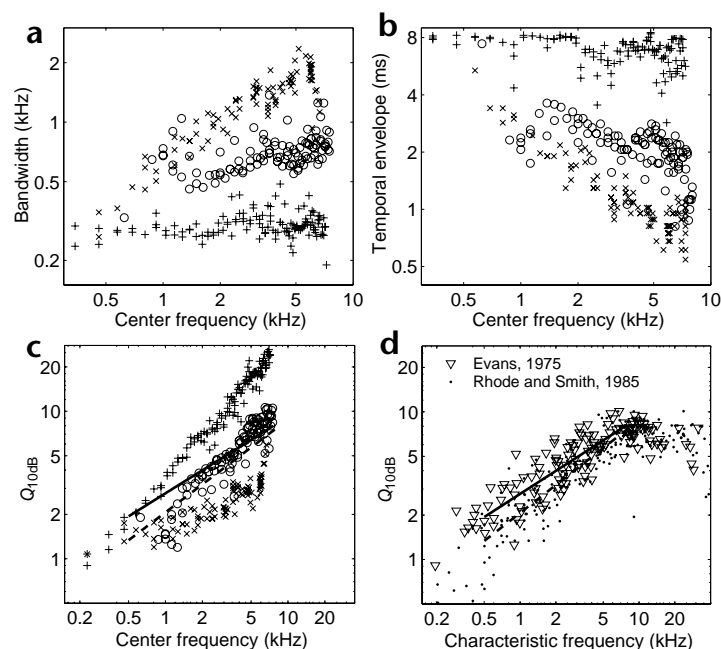 a
b
2
1
0.5
0.2
Bandwidth (kHz)
0.5 1 2 5 10
Center frequency (kHz)
8
4
2
1
0.5
Temporal envelope (ms)
0.5 1 2 5 10
Center frequency (kHz)
c
d
20
10
5
2
1
Q10dB
0.2 0.5 1 2 5 10 20
Center frequency (kHz)
Evans, 1975
Rhode and Smith, 1985
20
10
5
2
1
Q10dB
0.2 0.5 1 2 5 10 20
Characteristic frequency (kHz)